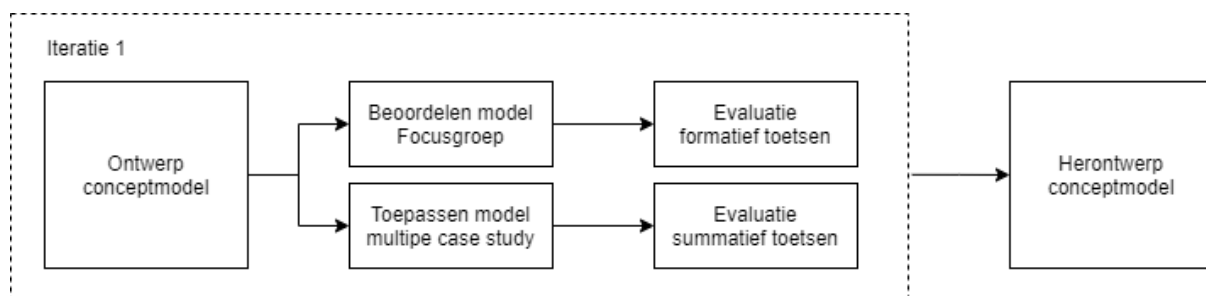 Iteratie 1
Ontwerp
conceptmodel
Beoordelen model
Focusgroep
Evaluatie
formatief toetsen
Toepassen model
multipe case study
Evaluatie
summatief toetsen
Herontwerp
conceptmodel